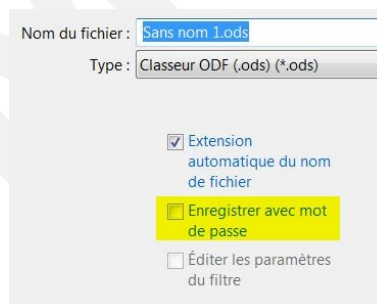 Nom du fichier : Sans nom 1.ods
Type : Classeur ODF (.ods) (*.ods)
Extension
automatique du nom
de fichier
Enregistrer avec mot
de passe
Éditer les paramètres
du filtre